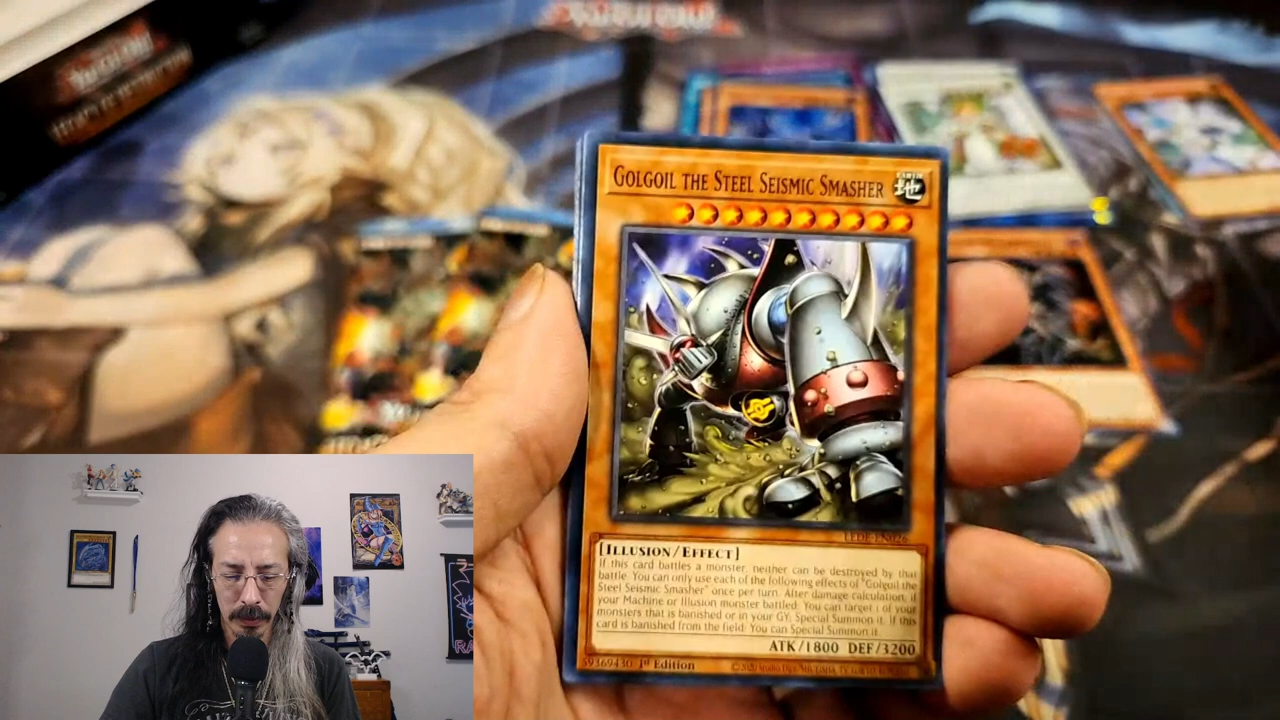 GOLGOIL THE STEEL SEISMIC SMASHER
EARTH
地
LEDE-EN026
[ILLUSION/EFFECT]
If this card battles a monster, neither can be destroyed by that
battle. You can only use each of the following effects of "Golgoil the
Steel Seismic Smasher" once per turn. After damage calculation, if
your Machine or Illusion monster battled: You can target 1 of your
monsters that is banished or in your GY; Special Summon it. If this
card is banished from the field: You can Special Summon it.
ATK/1800 DEF/3200
59369430 1st Edition
RA